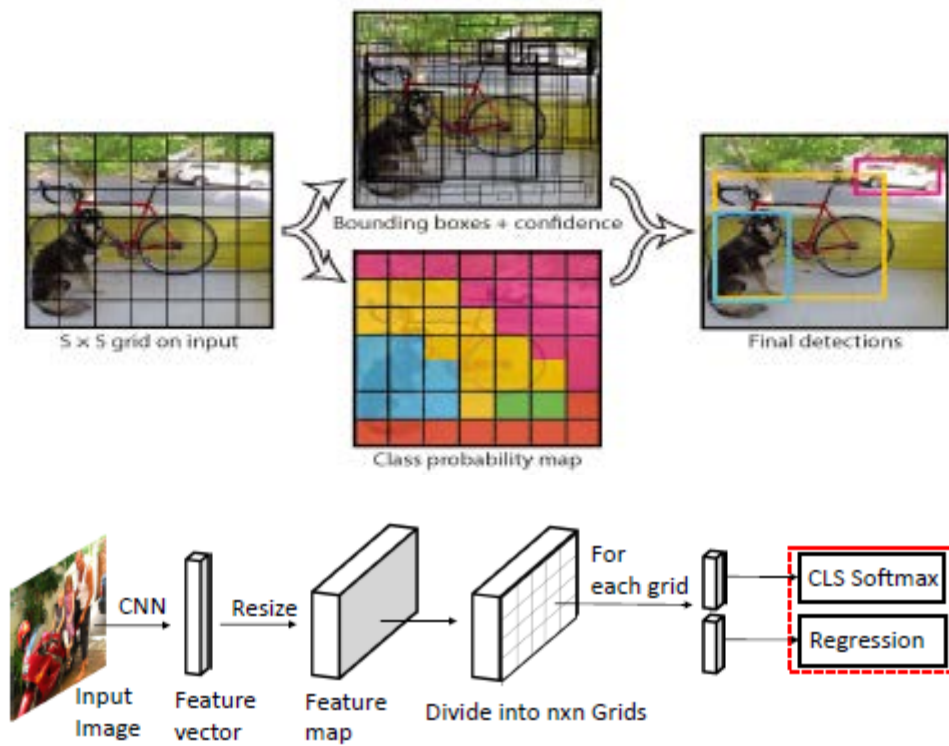 Bounding boxes + confidence
S × S grid on input
Final detections
Class probability map
CNN
Resize
For
each grid
CLS Softmax
Regression
Input
Image
Feature
vector
Feature
map
Divide into nxn Grids